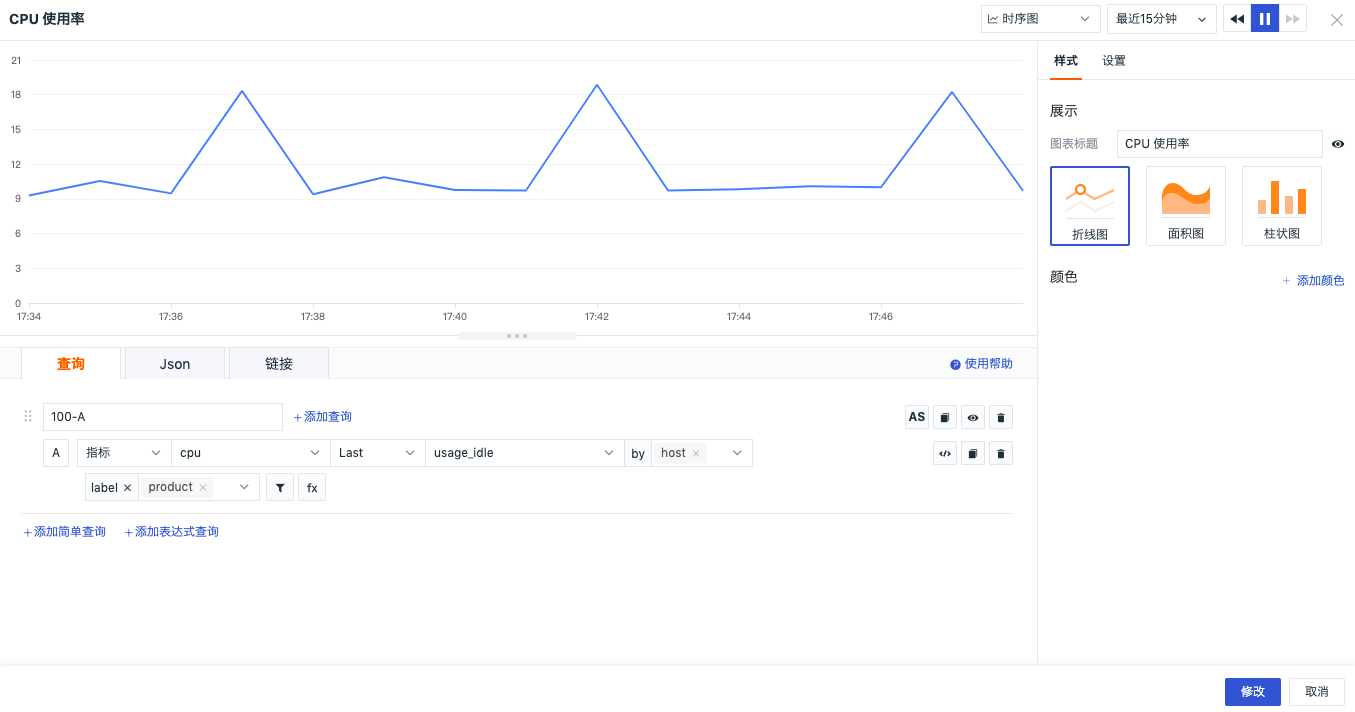 CPU 使用率
时序图
最近15分钟
样式
设置
21
18
15
12
9
6
3
0
17:34
17:36
17:38
17:40
17:42
17:44
17:46
展示
图表标题
CPU 使用率
折线图
面积图
柱状图
颜色
+ 添加颜色
查询
Json
链接
使用帮助
100-A
+添加查询
AS
A
指标
cpu
Last
usage_idle
by
host ×
</>
label ×
product ×
fx
+添加简单查询
+添加表达式查询
修改
取消